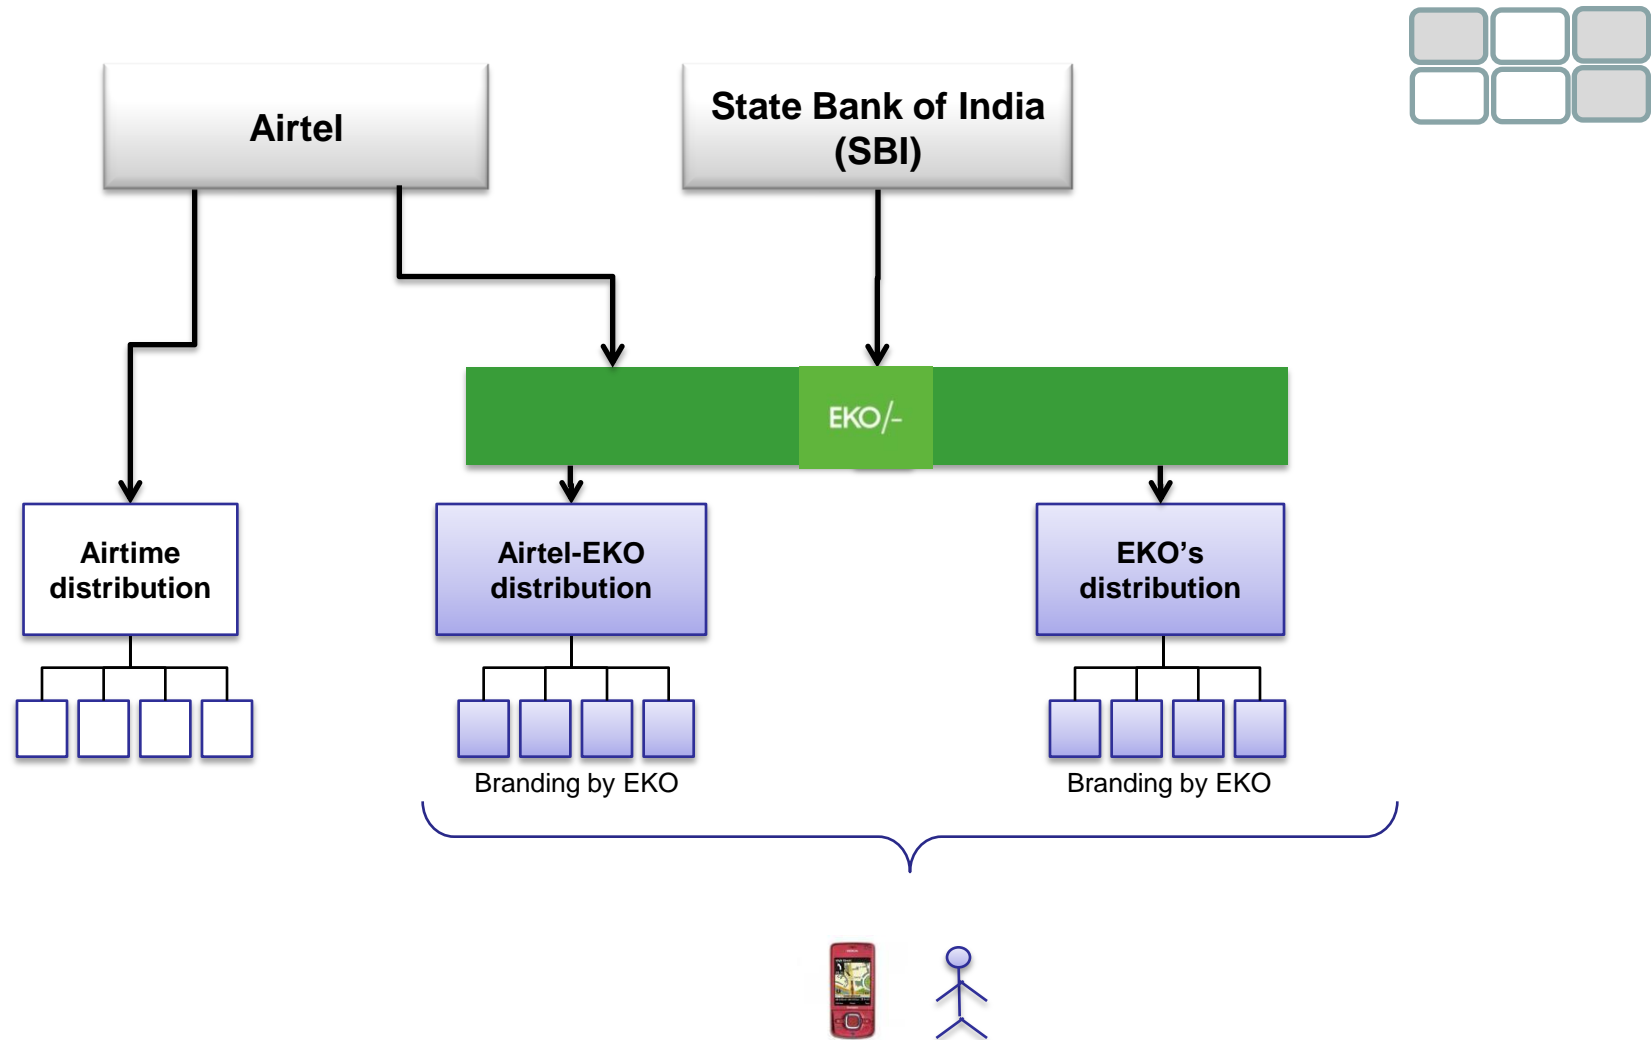 Airtel
State Bank of India
(SBI)
EKO/-
Airtime
distribution
Airtel-EKO
distribution
EKO’s
distribution
Branding by EKO
Branding by EKO